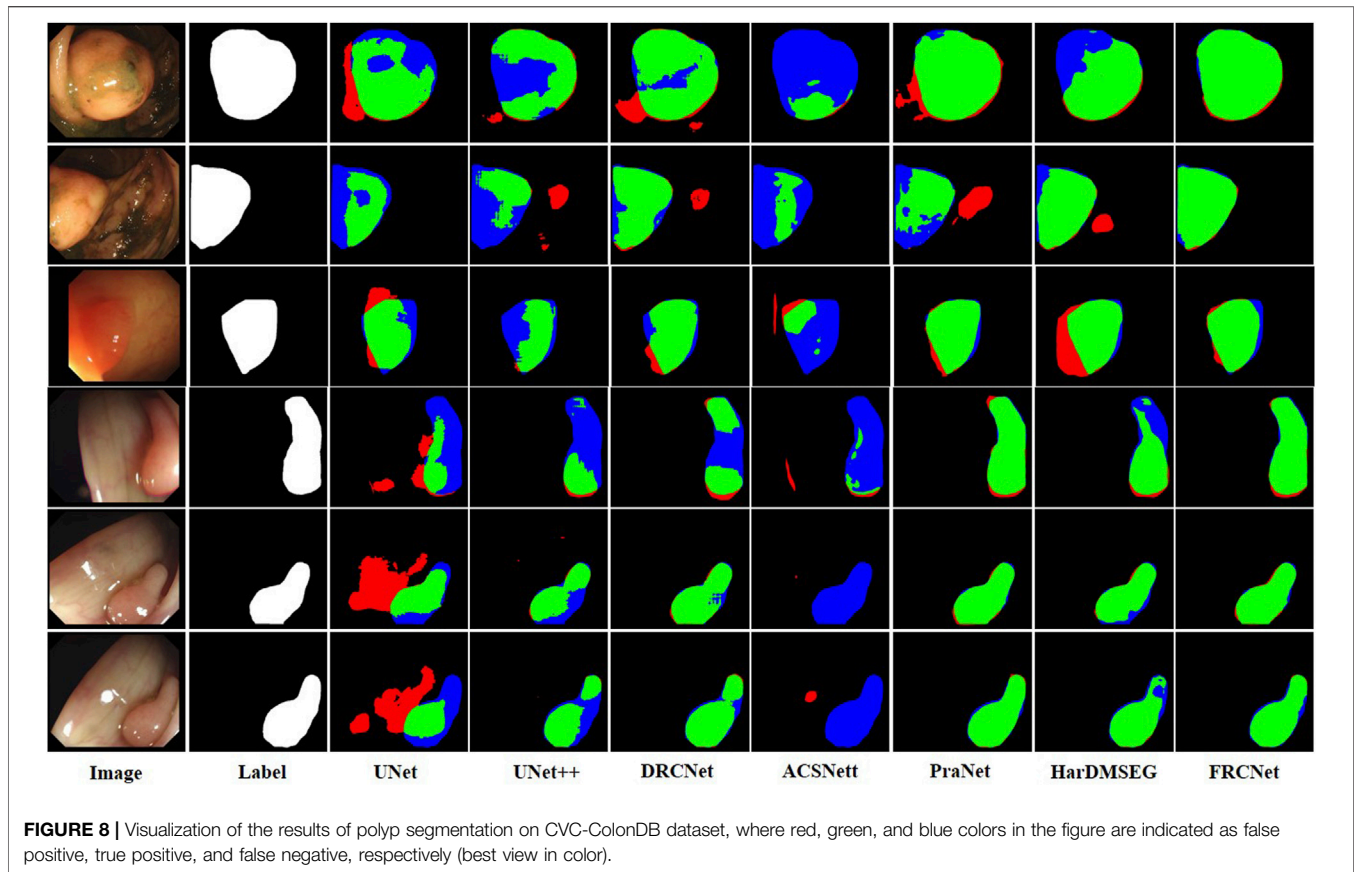 Image Label UNet UNet++ DRCNet ACSNett PraNet HarDMSEG FRCNet
FIGURE 8 | Visualization of the results of polyp segmentation on CVC-ColonDB dataset, where red, green, and blue colors in the figure are indicated as false
positive, true positive, and false negative, respectively (best view in color).